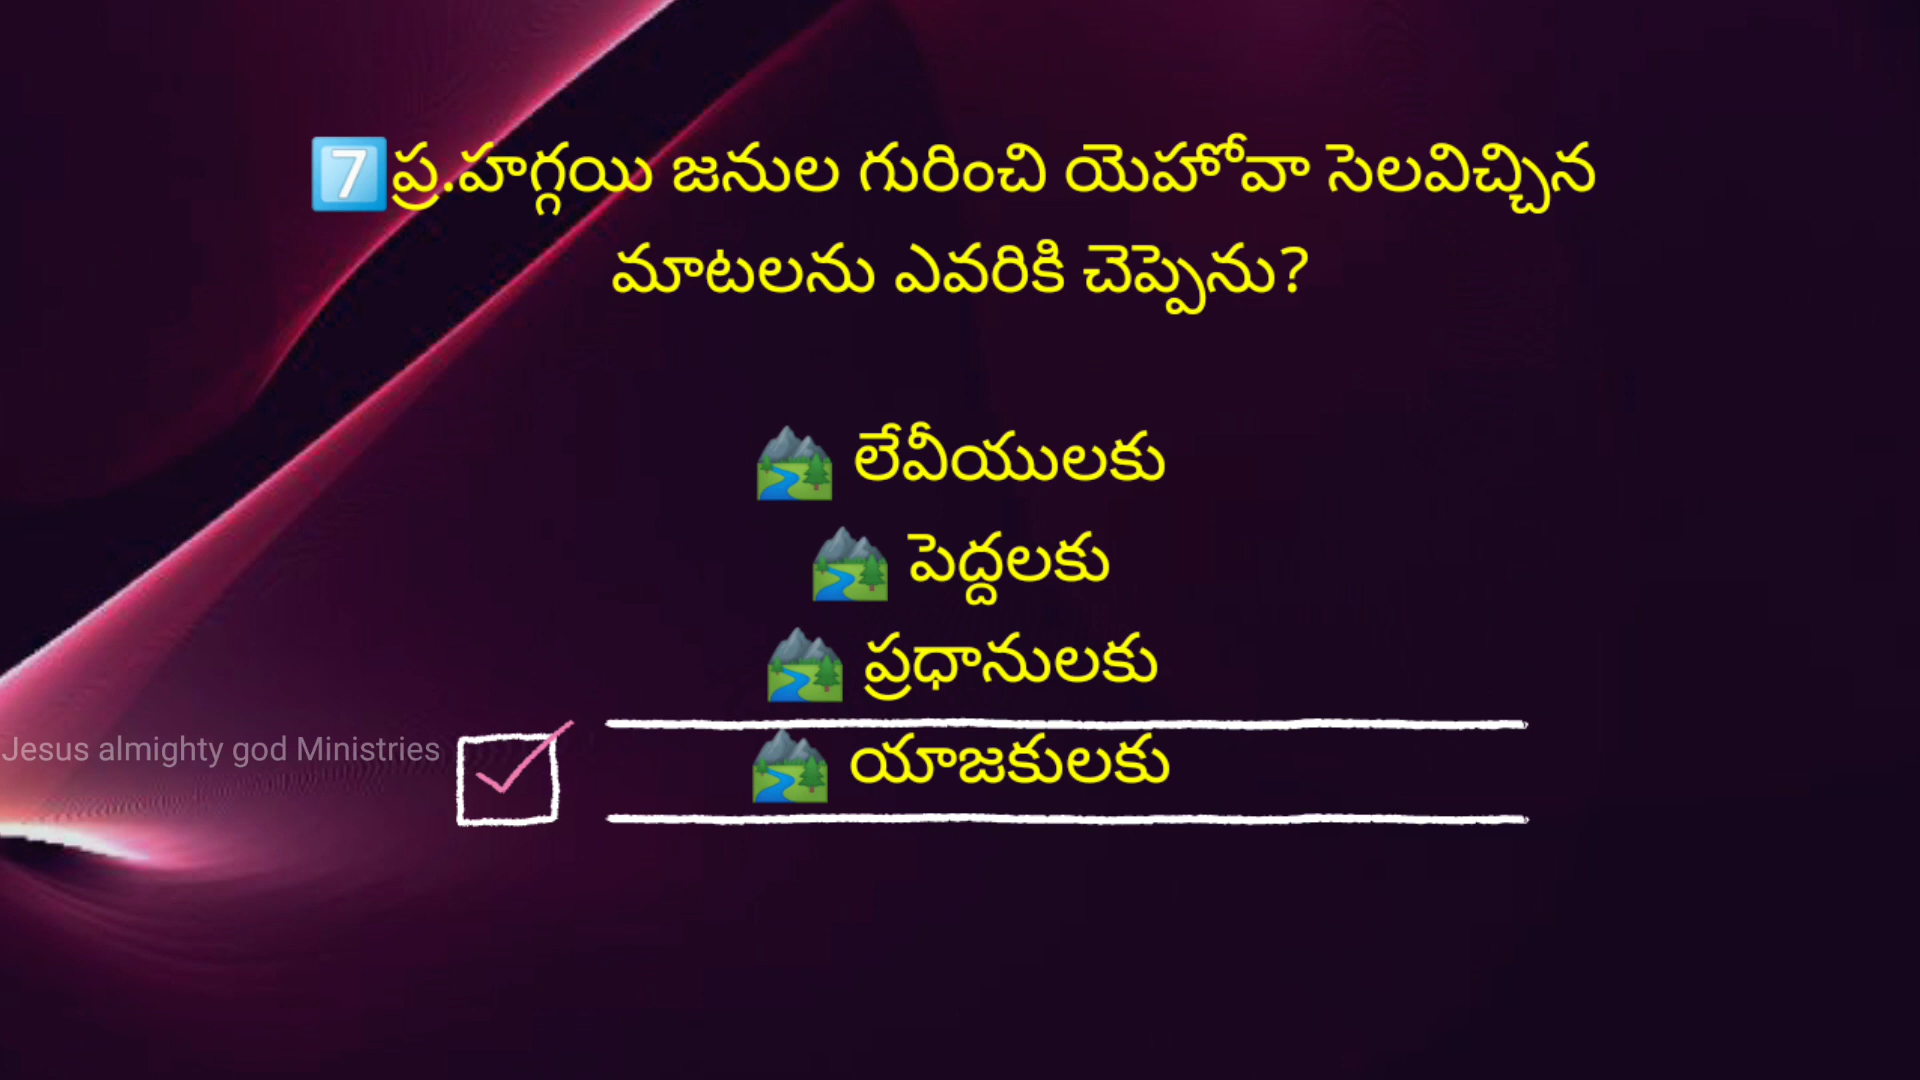 7️⃣ప్ర.హగ్గయి జనుల గురించి యెహోవా సెలవిచ్చిన
మాటలను ఎవరికి చెప్పెను?
🏞️ లేవీయులకు
🏞️ పెద్దలకు
🏞️ ప్రధానులకు
🏞️ యాజకులకు
Jesus almighty god Ministries